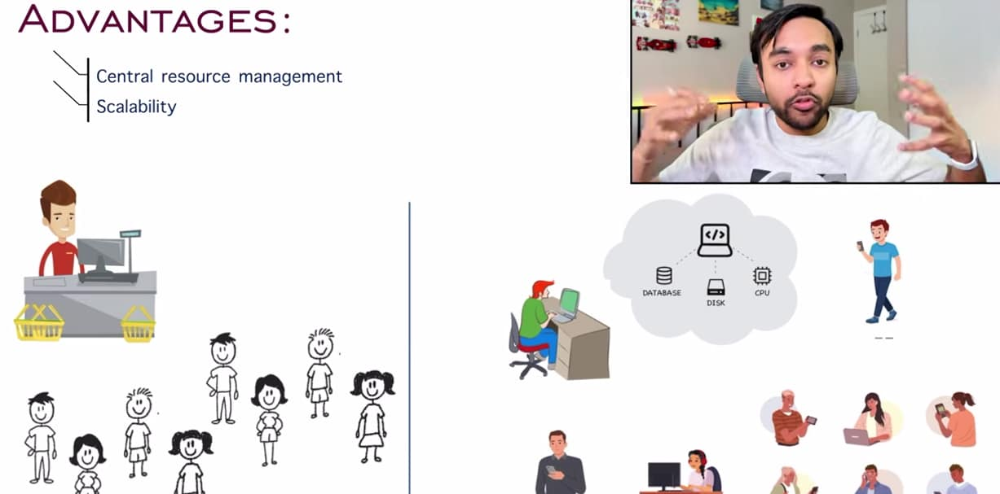 ADVANTAGES:
Central resource management
Scalability
</>
DATABASE
DISK
CPU